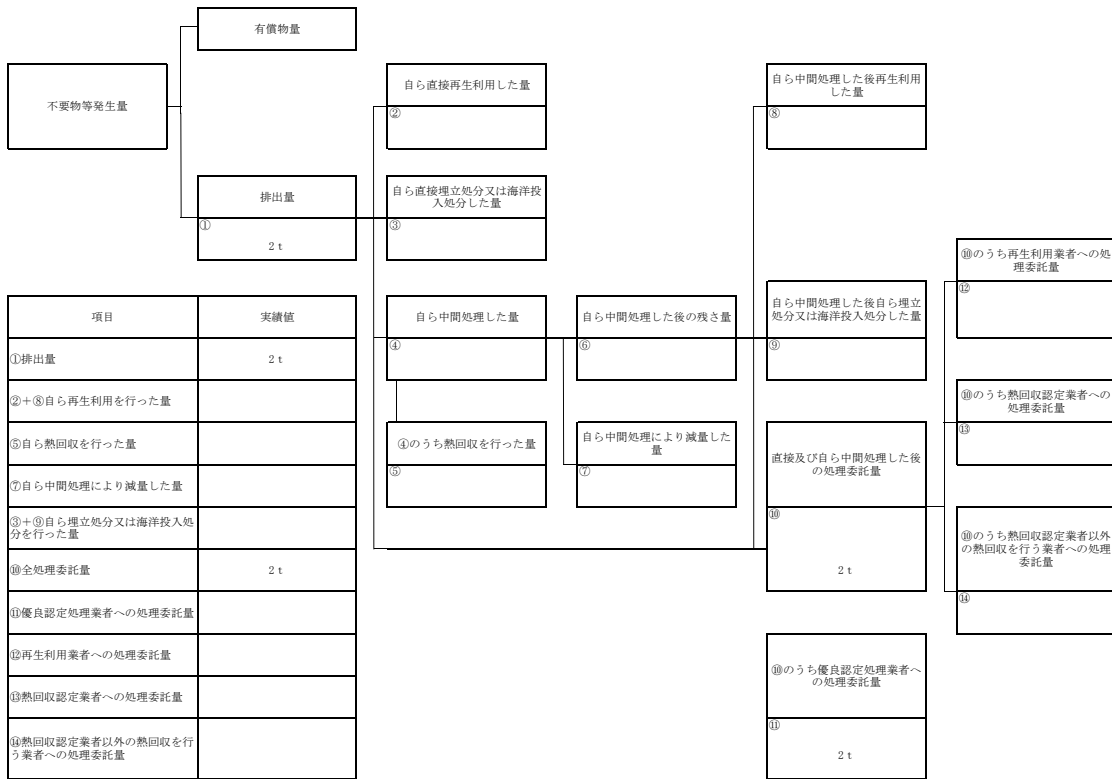 有償物量
不要物等発生量
自ら直接再生利用した量
②
自ら中間処理した後再生利用
した量
⑧
排出量
①
2 t
自ら直接埋立処分又は海洋投
入処分した量
③
⑩のうち再生利用業者への処
理委託量
⑫
項目
実績値
①排出量
2 t
②+⑧自ら再生利用を行った量
⑤自ら熱回収を行った量
⑦自ら中間処理により減量した量
③+⑨自ら埋立処分又は海洋投入処
分を行った量
⑩全処理委託量
2 t
⑪優良認定処理業者への処理委託量
⑫再生利用業者への処理委託量
⑬熱回収認定業者への処理委託量
⑭熱回収認定業者以外の熱回収を行
う業者への処理委託量
自ら中間処理した量
④
自ら中間処理した後の残さ量
⑥
自ら中間処理した後自ら埋立
処分又は海洋投入処分した量
⑨
④のうち熱回収を行った量
⑤
自ら中間処理により減量した
量
⑦
直接及び自ら中間処理した後
の処理委託量
⑩
2 t
⑩のうち熱回収認定業者への
処理委託量
⑬
⑩のうち熱回収認定業者以外
の熱回収を行う業者への処理
委託量
⑭
⑩のうち優良認定処理業者へ
の処理委託量
⑪
2 t